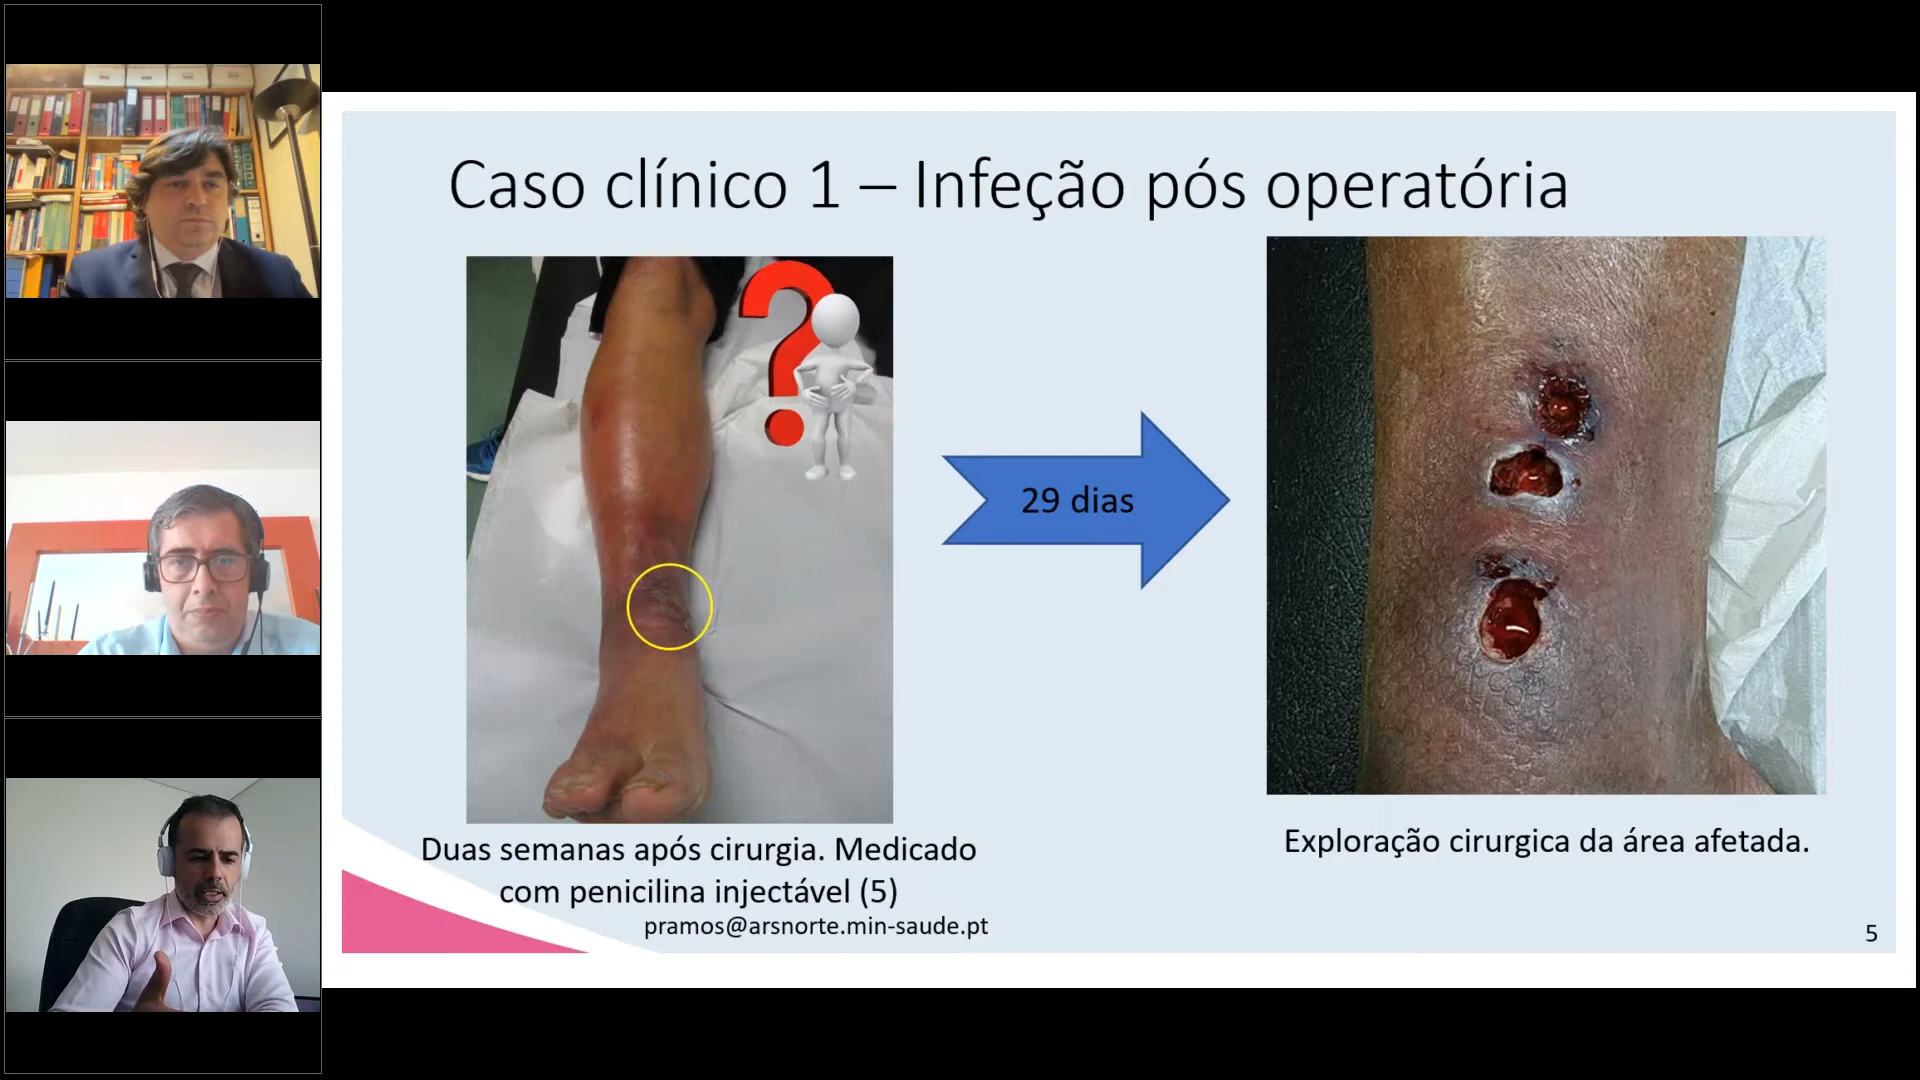 Caso clínico 1 – Infeção pós operatória
29 dias
Duas semanas após cirurgia. Medicado
com penicilina injectável (5)
Exploração cirurgica da área afetada.
pramos@arsnorte.min-saude.pt
5